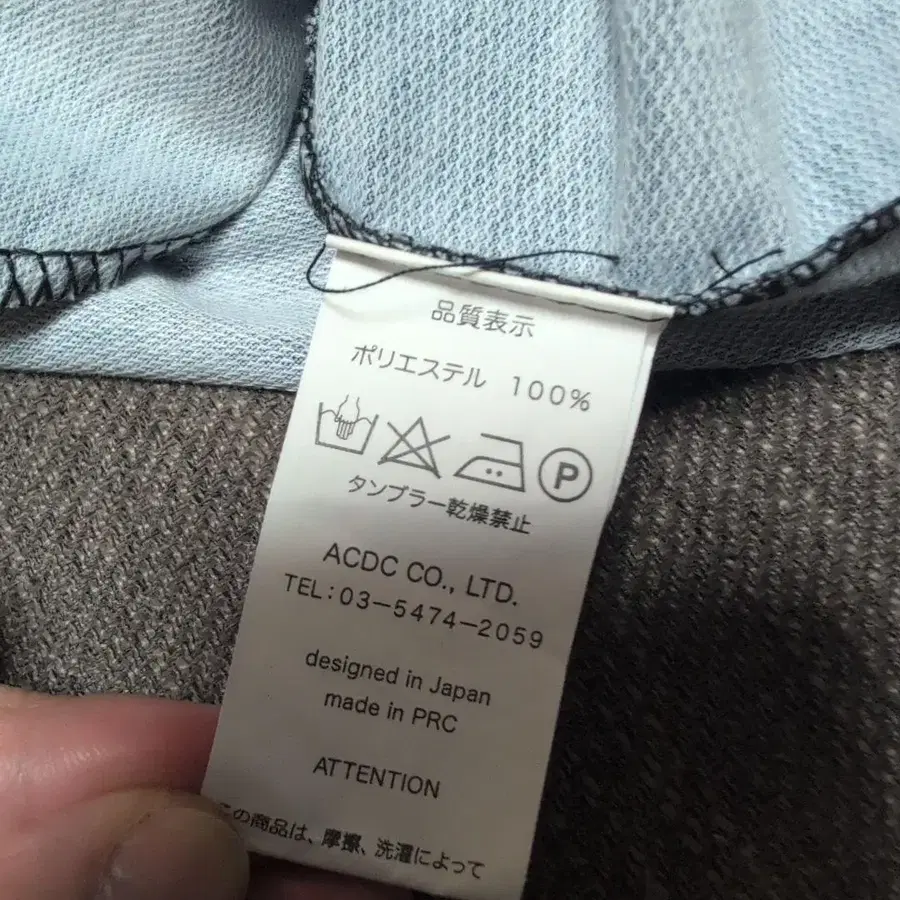 品質表示
ポリエステル 100%
P
タンブラー乾燥禁止
ACDC CO., LTD.
TEL:03-5474-2059
designed in Japan
made in PRC
ATTENTION
この商品は、摩擦、洗濯によって